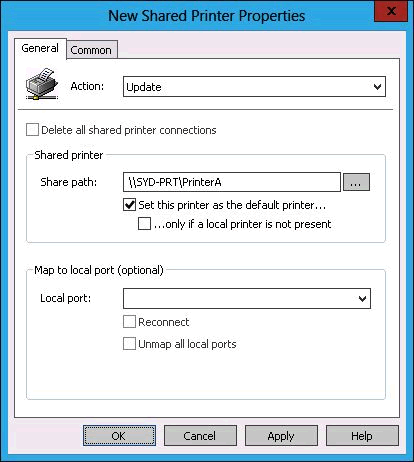 New Shared Printer Properties
X
General Common
Action: Update
Delete all shared printer connections
Shared printer
Share path: \\SYD-PRT\PrinterA ...
Set this printer as the default printer...
...only if a local printer is not present
Map to local port (optional)
Local port:
Reconnect
Unmap all local ports
OK Cancel Apply Help